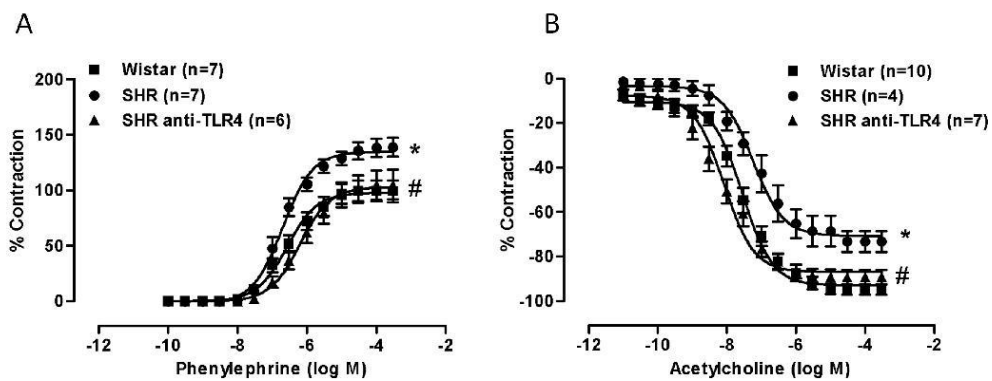 A
Wistar (n=7)
SHR (n=7)
SHR anti-TLR4 (n=6)
200
150
100
50
0
% Contraction
*
#
-12 -10 -8 -6 -4 -2
Phenylephrine (log M)
B
Wistar (n=10)
SHR (n=4)
SHR anti-TLR4 (n=7)
0
-20
-40
-60
-80
-100
% Contraction
*
#
-12 -10 -8 -6 -4 -2
Acetylcholine (log M)